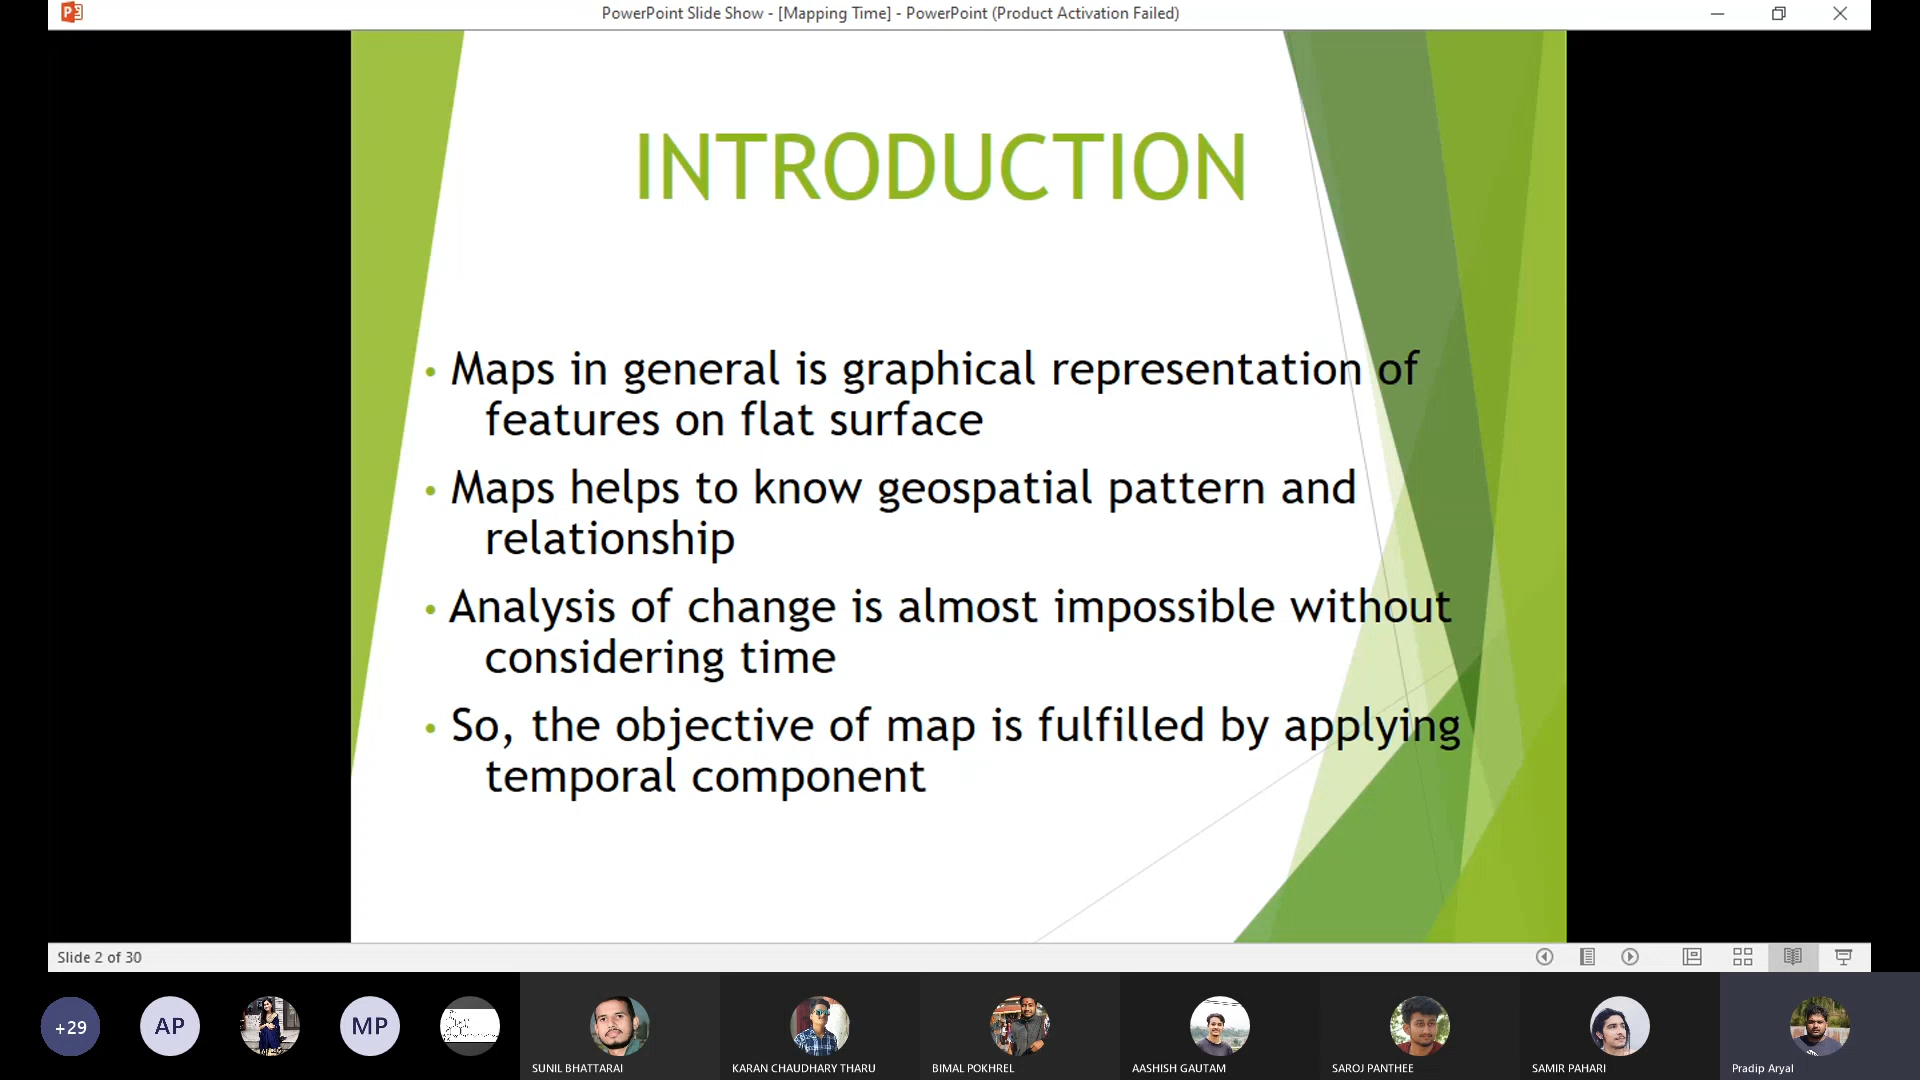 PowerPoint Slide Show - [Mapping Time] - PowerPoint (Product Activation Failed)
INTRODUCTION
• Maps in general is graphical representation of
features on flat surface
• Maps helps to know geospatial pattern and
relationship
• Analysis of change is almost impossible without
considering time
• So, the objective of map is fulfilled by applying
temporal component
Slide 2 of 30
+29
AP
MP
SUNIL BHATTARAI
KARAN CHAUDHARY THARU
BIMAL POKHREL
AASHISH GAUTAM
SAROJ PANTHEE
SAMIR PAHARI
Pradip Aryal